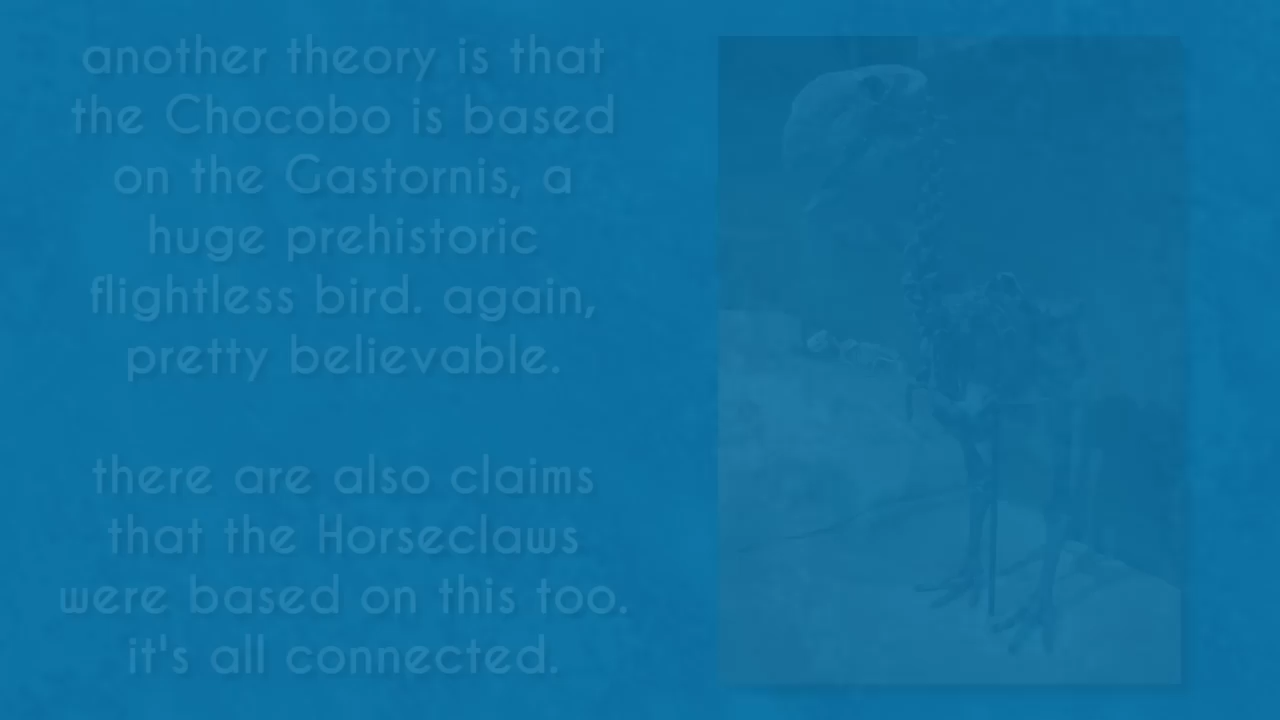 another theory is that
the Chocobo is based
on the Gastornis, a
huge prehistoric
flightless bird. again,
pretty believable.
there are also claims
that the Horseclaws
were based on this too.
it's all connected.